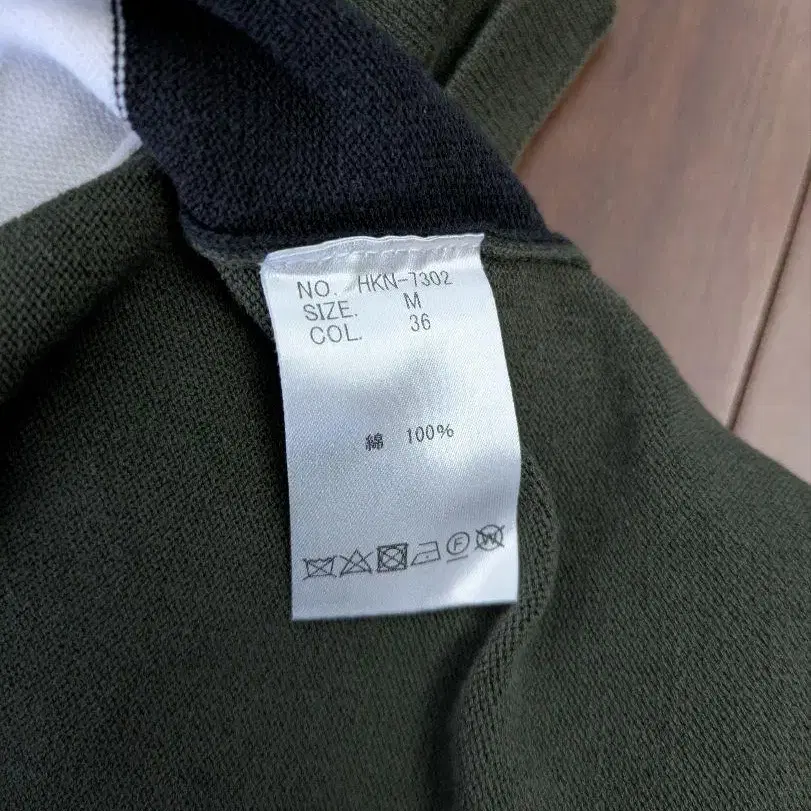 NO. HKN-7302
SIZE. M
COL. 36
綿 100%
F W